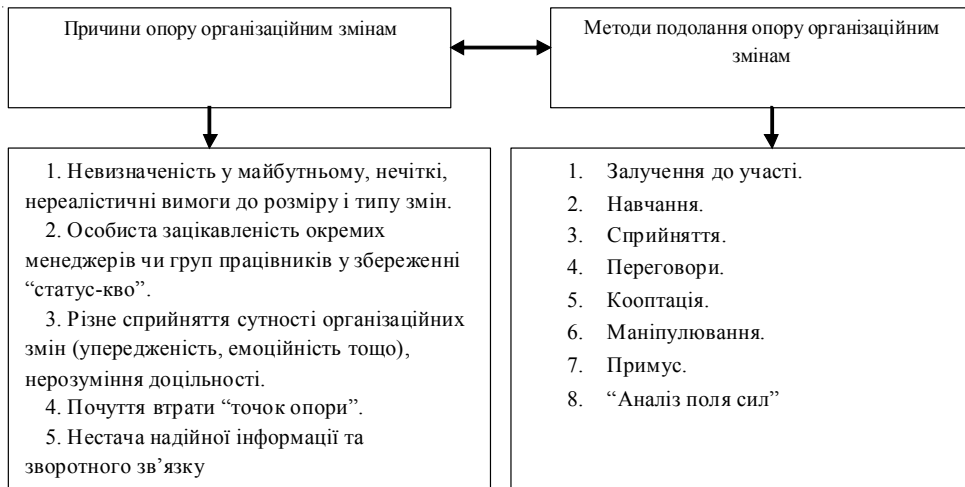 Причини опору організаційним змінам
Методи подолання опору організаційним
змінам
1. Невизначеність у майбутньому, нечіткі,
нереалістичні вимоги до розміру і типу змін.
2. Особиста зацікавленість окремих
менеджерів чи груп працівників у збереженні
“статус-кво”.
3. Різне сприйняття сутності організаційних
змін (упередженість, емоційність тощо),
нерозуміння доцільності.
4. Почуття втрати “точок опори”.
5. Нестача надійної інформації та
зворотного зв’язку
1. Залучення до участі.
2. Навчання.
3. Сприйняття.
4. Переговори.
5. Кооптація.
6. Маніпулювання.
7. Примус.
8. “Аналіз поля сил”